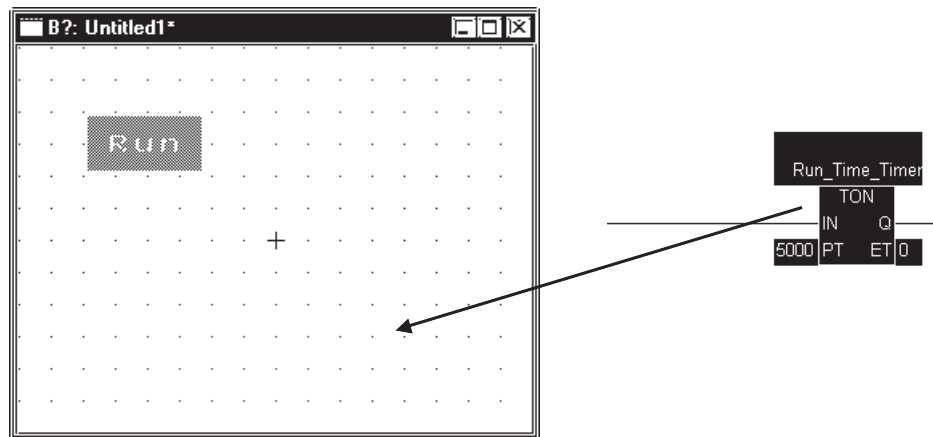 B?: Untitled1*
Run
Run_Time_Timer
TON
IN Q
5000 PT ET 0